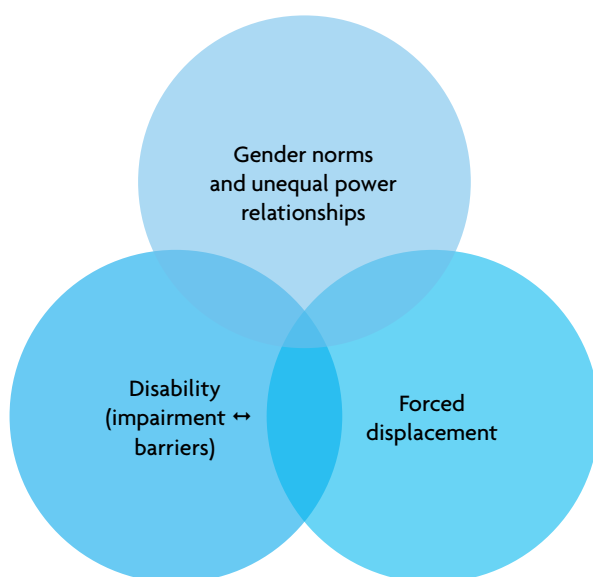 Gender norms
and unequal power
relationships
Disability
(impairment ↔
barriers)
Forced
displacement